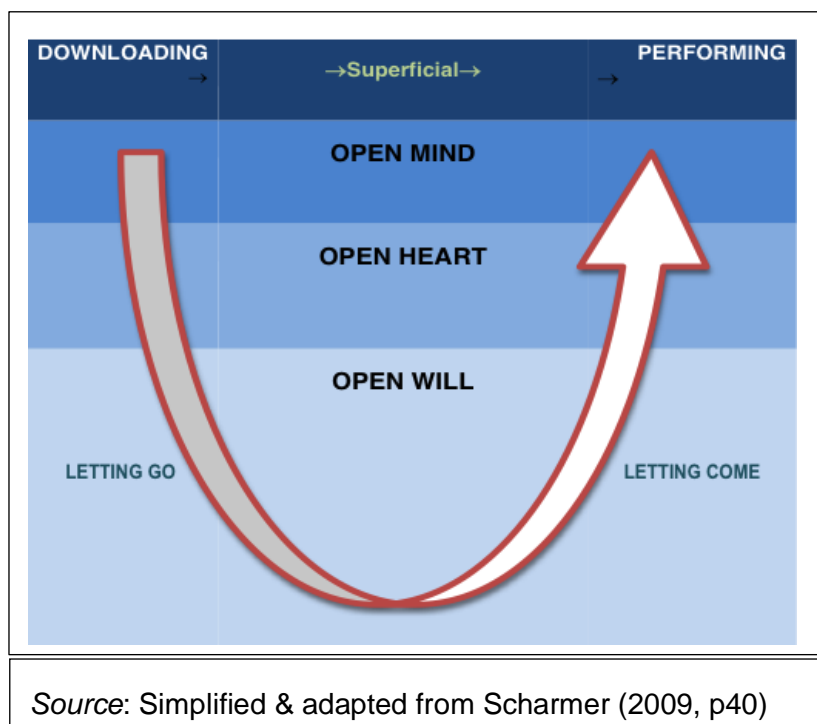 DOWNLOADING PERFORMING
→ →Superficial→ →
OPEN MIND
OPEN HEART
OPEN WILL
LETTING GO LETTING COME
Source: Simplified & adapted from Scharmer (2009, p40)